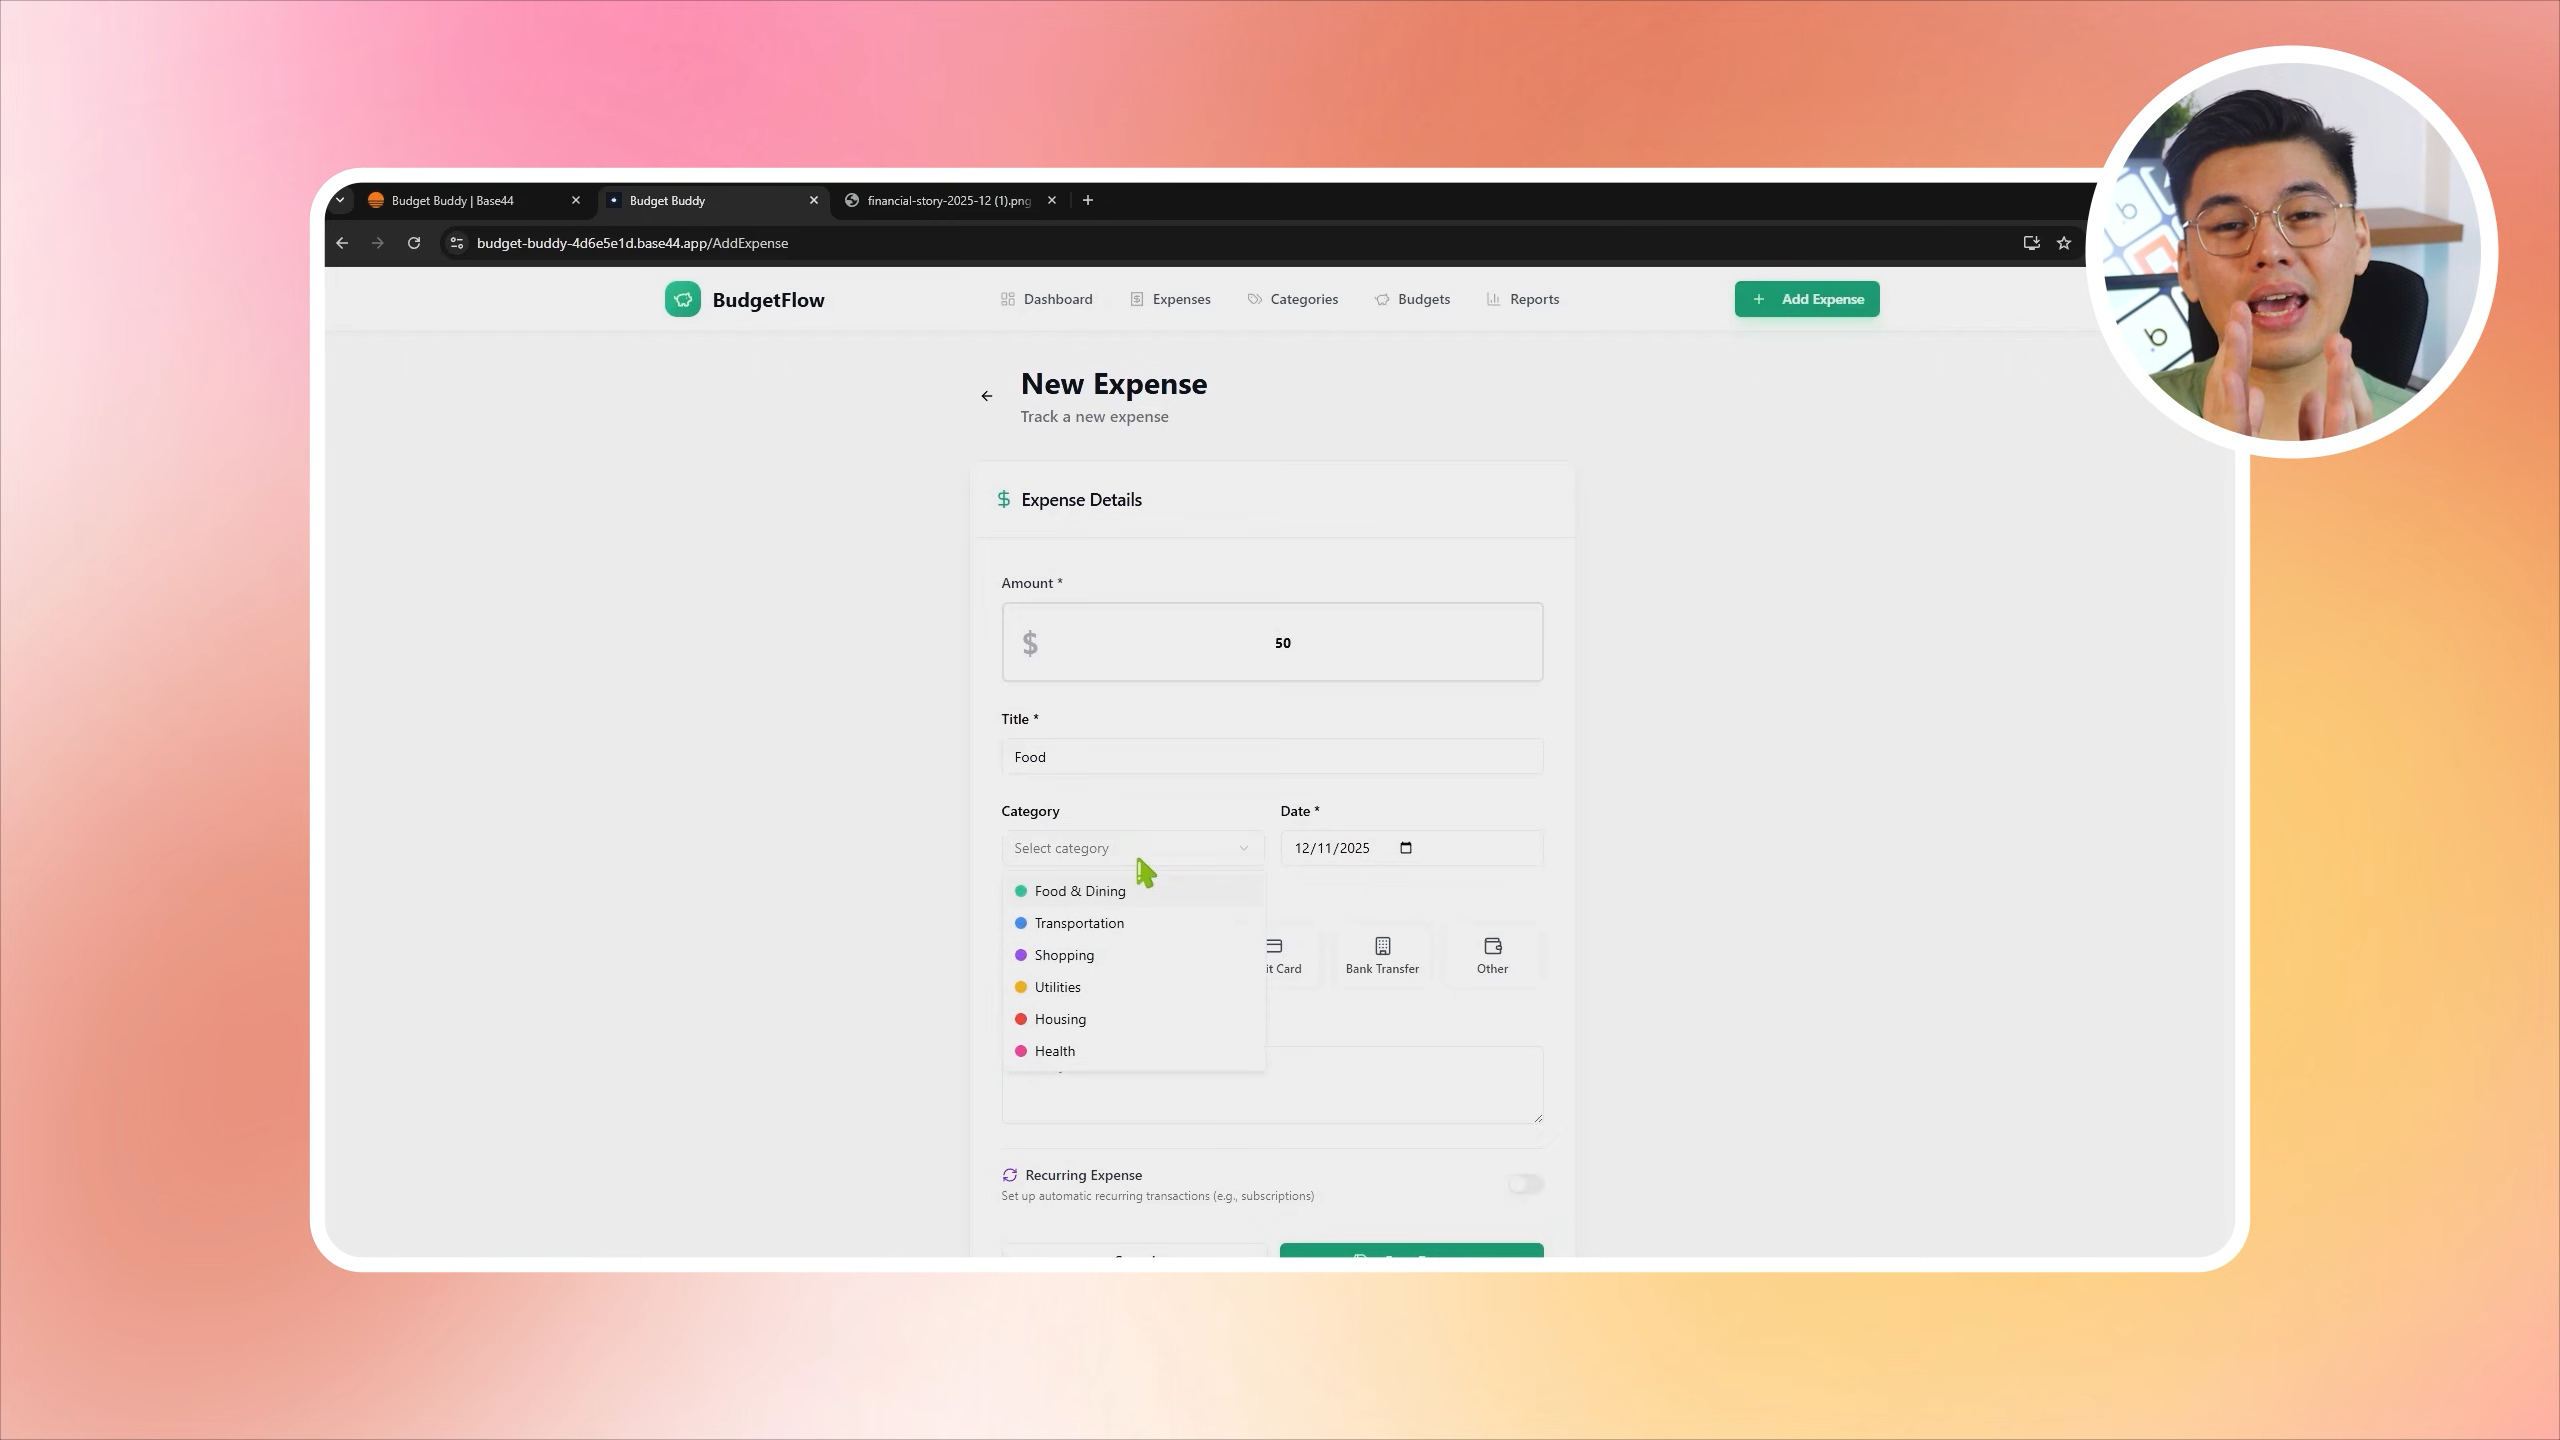 Budget Buddy | Base44
Budget Buddy
financial-story-2025-12 (1).png
budget-buddy-4d6e5e1d.base44.app/AddExpense
BudgetFlow
Dashboard
Expenses
Categories
Budgets
Reports
Add Expense
New Expense
Track a new expense
Expense Details
Amount *
$
50
Title *
Food
Category
Date *
Select category
12/11/2025
Food & Dining
Transportation
Shopping
Utilities
Housing
Health
it Card
Bank Transfer
Other
Recurring Expense
Set up automatic recurring transactions (e.g., subscriptions)